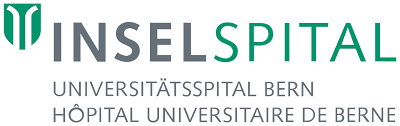 INSELSPITAL
UNIVERSITÄTSSPITAL BERN
HÔPITAL UNIVERSITAIRE DE BERNE